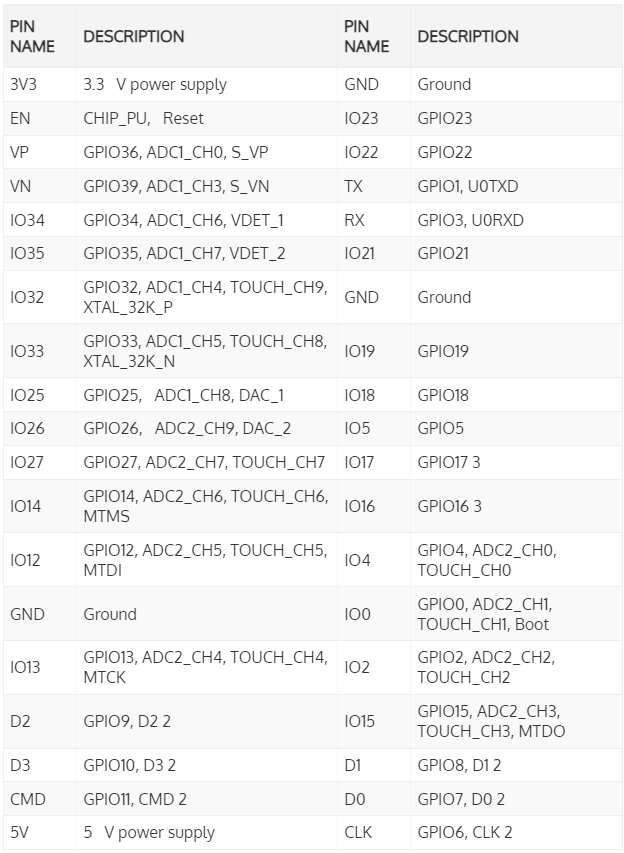 PIN NAME DESCRIPTION PIN NAME DESCRIPTION
3V3 3.3 V power supply GND Ground
EN CHIP_PU, Reset IO23 GPIO23
VP GPIO36, ADC1_CH0, S_VP IO22 GPIO22
VN GPIO39, ADC1_CH3, S_VN TX GPIO1, U0TXD
IO34 GPIO34, ADC1_CH6, VDET_1 RX GPIO3, U0RXD
IO35 GPIO35, ADC1_CH7, VDET_2 IO21 GPIO21
IO32 GPIO32, ADC1_CH4, TOUCH_CH9, XTAL_32K_P GND Ground
IO33 GPIO33, ADC1_CH5, TOUCH_CH8, XTAL_32K_N IO19 GPIO19
IO25 GPIO25, ADC1_CH8, DAC_1 IO18 GPIO18
IO26 GPIO26, ADC2_CH9, DAC_2 IO5 GPIO5
IO27 GPIO27, ADC2_CH7, TOUCH_CH7 IO17 GPIO17 3
IO14 GPIO14, ADC2_CH6, TOUCH_CH6, MTMS IO16 GPIO16 3
IO12 GPIO12, ADC2_CH5, TOUCH_CH5, MTDI IO4 GPIO4, ADC2_CH0, TOUCH_CH0
GND Ground IO0 GPIO0, ADC2_CH1, TOUCH_CH1, Boot
IO13 GPIO13, ADC2_CH4, TOUCH_CH4, MTCK IO2 GPIO2, ADC2_CH2, TOUCH_CH2
D2 GPIO9, D2 2 IO15 GPIO15, ADC2_CH3, TOUCH_CH3, MTDO
D3 GPIO10, D3 2 D1 GPIO8, D1 2
CMD GPIO11, CMD 2 D0 GPIO7, D0 2
5V 5 V power supply CLK GPIO6, CLK 2